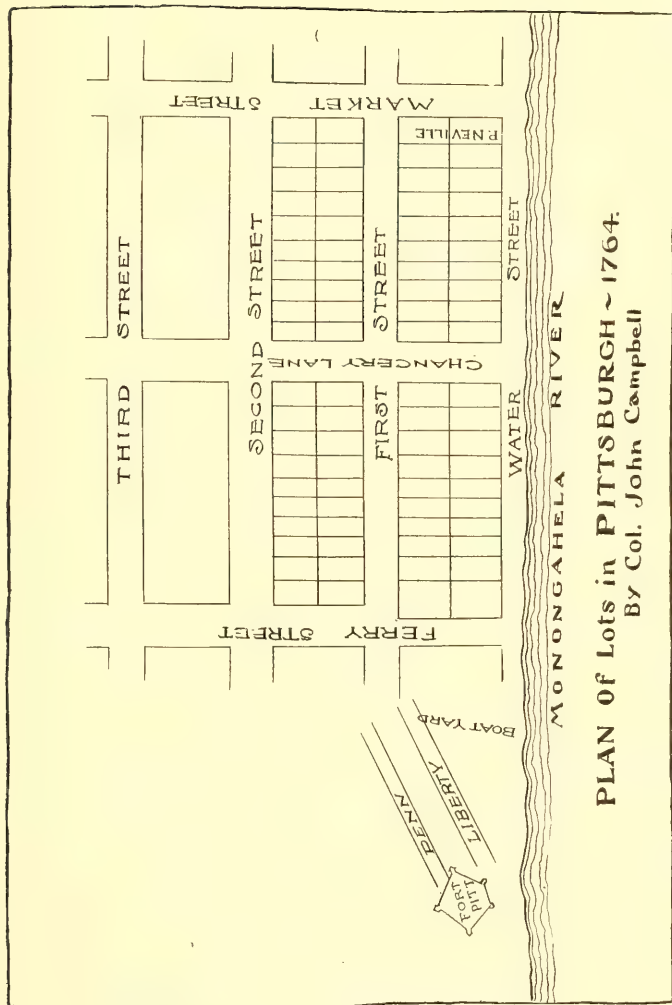 MARKET STREET
P. NEVILLE
THIRD STREET
SECOND STREET
FIRST STREET
WATER STREET
CHANCERY LANE
FERRY STREET
BOAT YARD
PENN
LIBERTY
FORT
PITT
MONONGAHELA RIVER
PLAN Of Lots in PITTSBURGH ~ 1764.
By Col. John Campbell